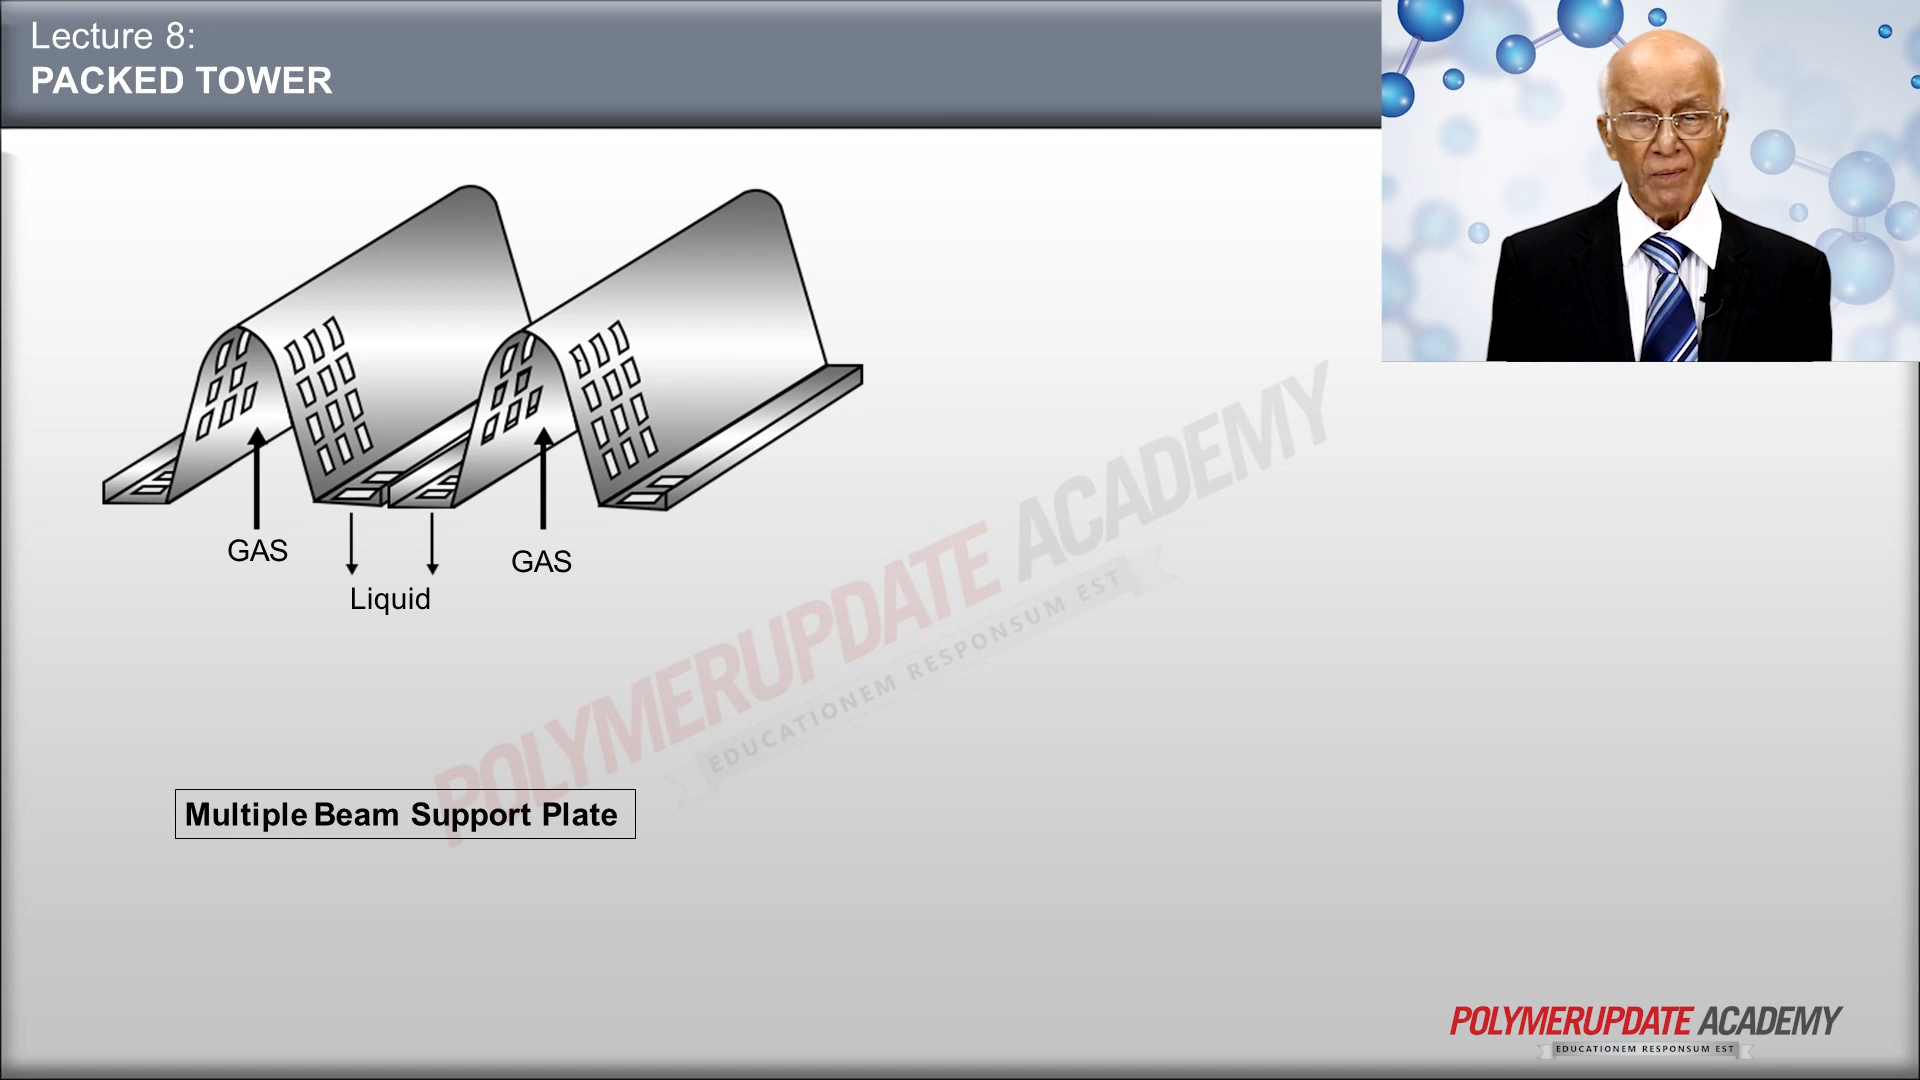 Lecture 8:
PACKED TOWER
GAS
GAS
Liquid
Multiple Beam Support Plate
POLYMERUPDATE ACADEMY
EDUCATIONEM RESPONSUM EST
POLYMERUPDATE ACADEMY
EDUCATIONEM RESPONSUM EST